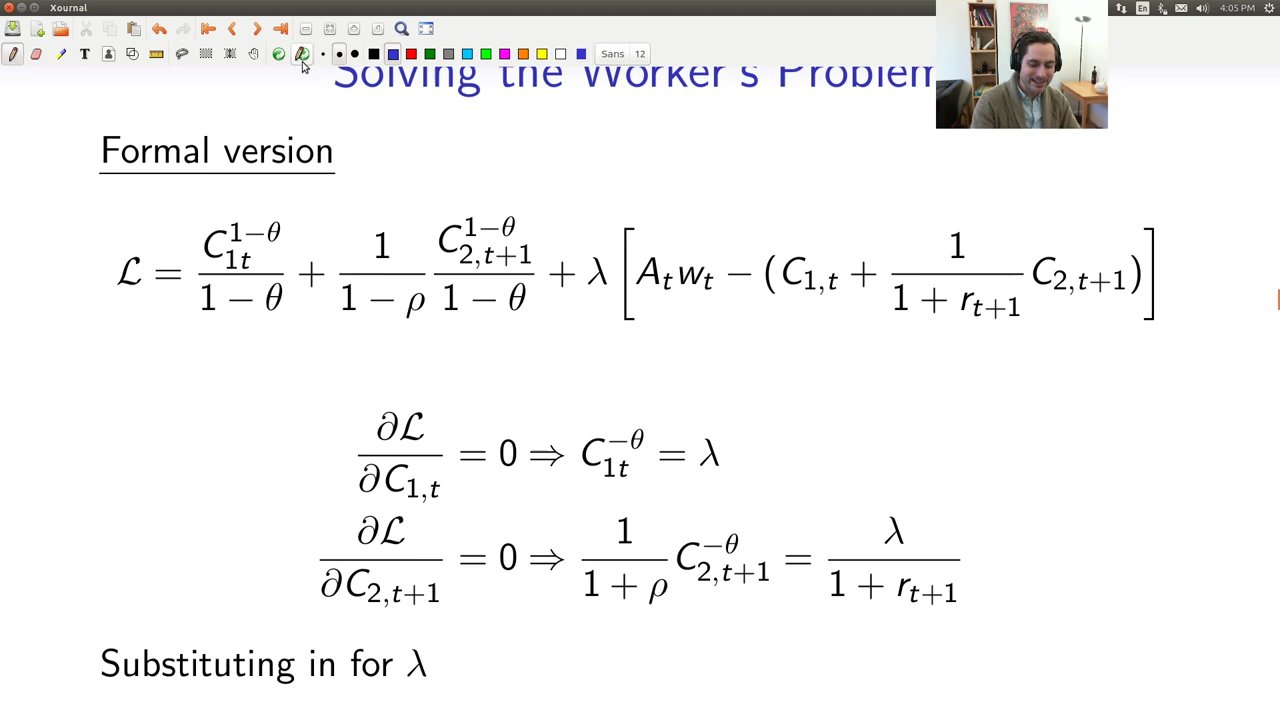 Xournal
En 4:05 PM
T Sans 12
Solving the Worker's Problem
Formal version
ℒ = C_{1t}^{1−θ} / (1 − θ) + 1/(1 − ρ) C_{2,t+1}^{1−θ} / (1 − θ) + λ [ A_t w_t − (C_{1,t} + 1/(1 + r_{t+1}) C_{2,t+1}) ]
∂ℒ/∂C_{1,t} = 0 ⇒ C_{1t}^{−θ} = λ
∂ℒ/∂C_{2,t+1} = 0 ⇒ 1/(1 + ρ) C_{2,t+1}^{−θ} = λ/(1 + r_{t+1})
Substituting in for λ